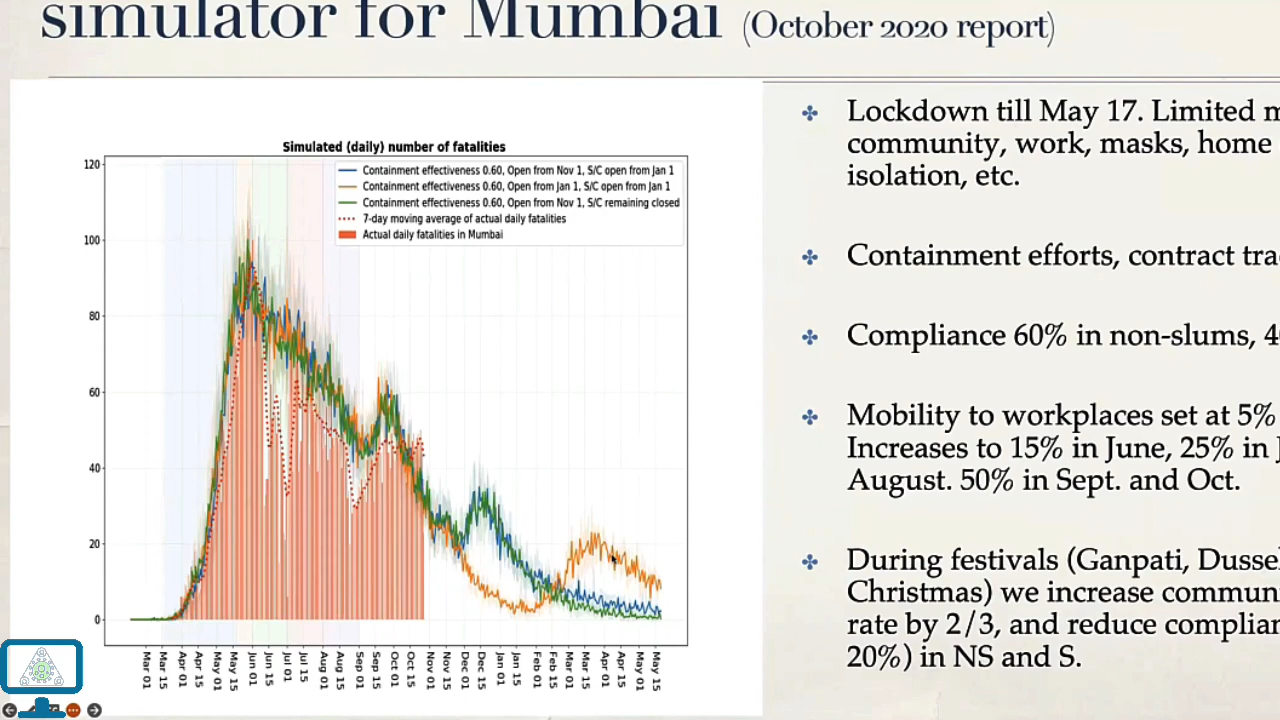 simulator for Mumbai (October 2020 report)
Simulated (daily) number of fatalities
120
100
80
60
40
20
0
Containment effectiveness 0.60, Open from Nov 1, S/C open from Jan 1
Containment effectiveness 0.60, Open from Jan 1, S/C open from Jan 1
Containment effectiveness 0.60, Open from Nov 1, S/C remaining closed
7-day moving average of actual daily fatalities
Actual daily fatalities in Mumbai
Mar 01
Mar 15
Apr 01
Apr 15
May 01
May 15
Jun 01
Jun 15
Jul 01
Jul 15
Aug 01
Aug 15
Sep 01
Sep 15
Oct 01
Oct 15
Nov 01
Nov 15
Dec 01
Dec 15
Jan 01
Jan 15
Feb 01
Feb 15
Mar 01
Mar 15
Apr 01
Apr 15
May 01
May 15
Lockdown till May 17. Limited
community, work, masks, home
isolation, etc.
Containment efforts, contract
Compliance 60% in non-slums,
Mobility to workplaces set at 5%
Increases to 15% in June, 25% in
August. 50% in Sept. and Oct.
During festivals (Ganpati,
Christmas) we increase
rate by 2/3, and reduce
20%) in NS and S.